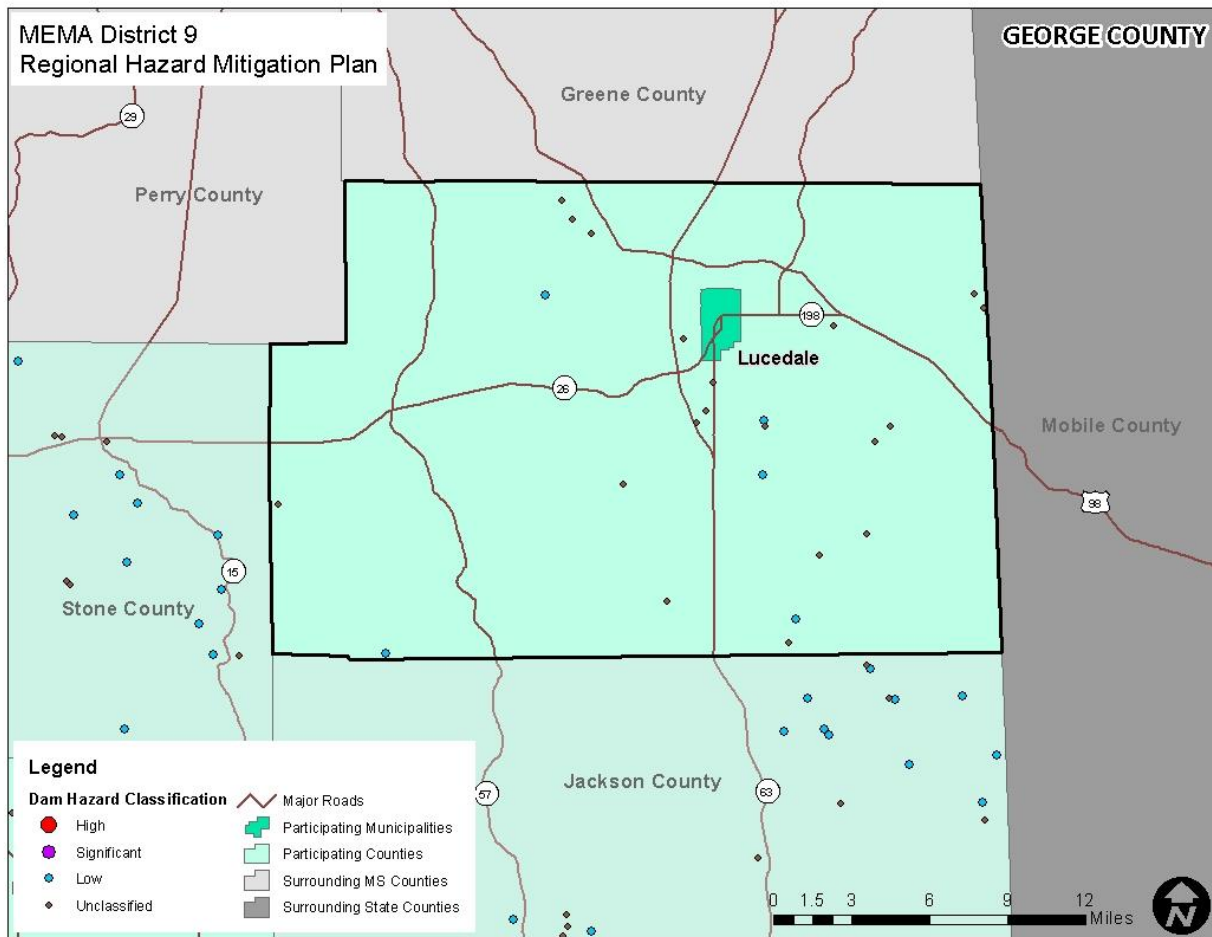 MEMA District 9
Regional Hazard Mitigation Plan
GEORGE COUNTY
Greene County
29
Perry County
198
Lucedale
26
Mobile County
98
15
Stone County
Jackson County
57
63
Legend
Dam Hazard Classification
High
Significant
Low
Unclassified
Major Roads
Participating Municipalities
Participating Counties
Surrounding MS Counties
Surrounding State Counties
0 1.5 3 6 9 12
Miles
N